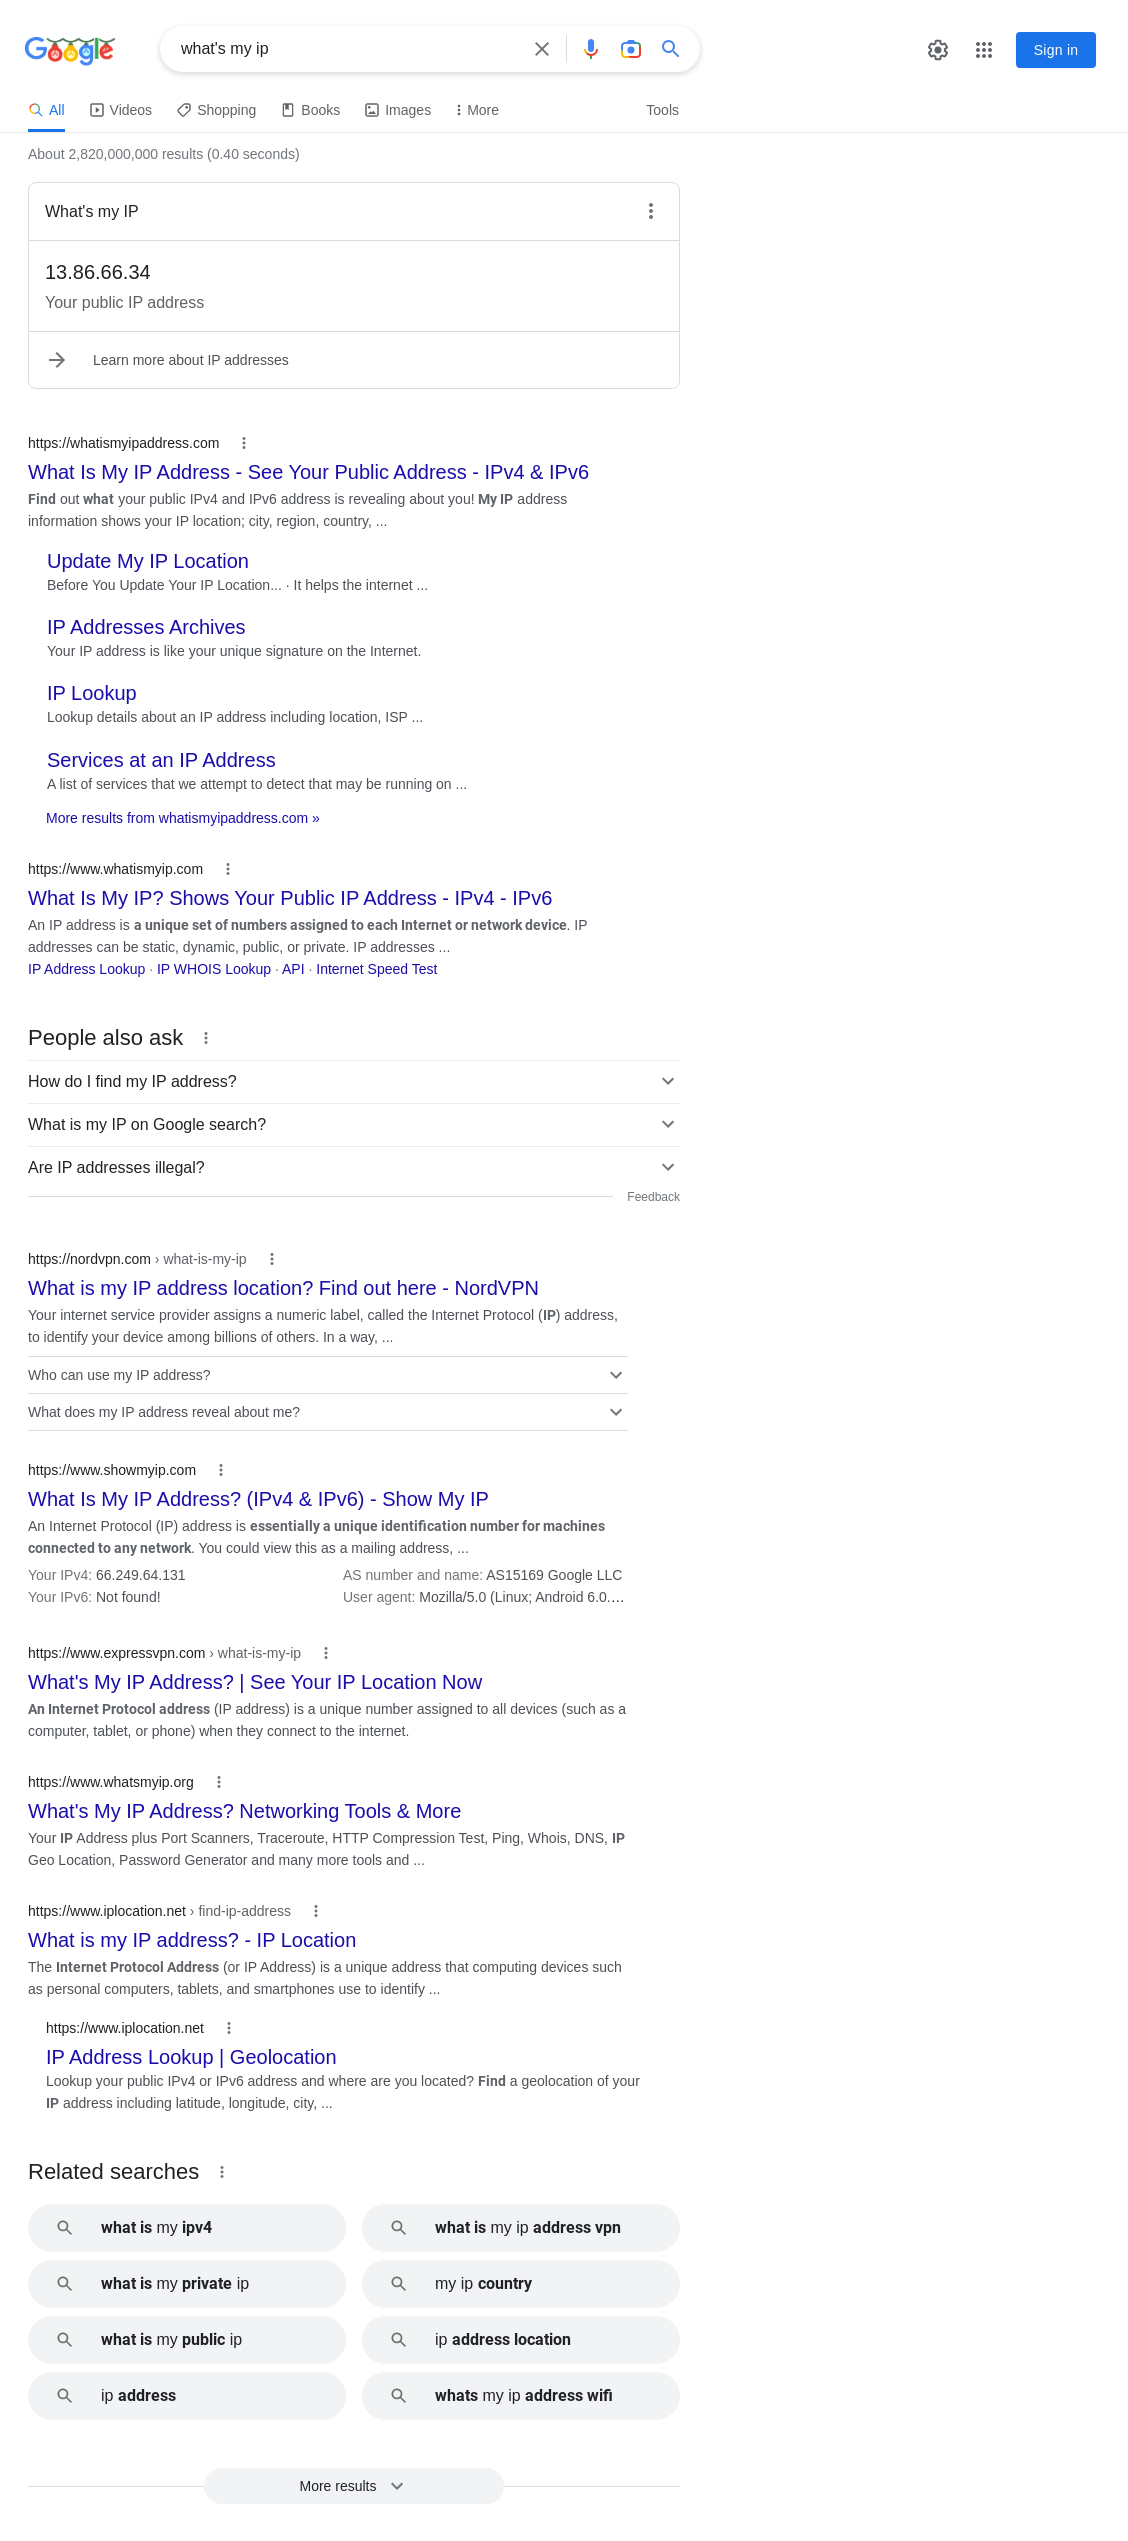 Google
what's my ip
Sign in
All
Videos
Shopping
Books
Images
More
Tools
About 2,820,000,000 results (0.40 seconds)
What's my IP
13.86.66.34
Your public IP address
Learn more about IP addresses
https://whatismyipaddress.com
What Is My IP Address - See Your Public Address - IPv4 & IPv6
Find out what your public IPv4 and IPv6 address is revealing about you! My IP address
information shows your IP location; city, region, country, ...
Update My IP Location
Before You Update Your IP Location... · It helps the internet ...
IP Addresses Archives
Your IP address is like your unique signature on the Internet.
IP Lookup
Lookup details about an IP address including location, ISP ...
Services at an IP Address
A list of services that we attempt to detect that may be running on ...
More results from whatismyipaddress.com »
https://www.whatismyip.com
What Is My IP? Shows Your Public IP Address - IPv4 - IPv6
An IP address is a unique set of numbers assigned to each Internet or network device. IP
addresses can be static, dynamic, public, or private. IP addresses ...
IP Address Lookup · IP WHOIS Lookup · API · Internet Speed Test
People also ask
How do I find my IP address?
What is my IP on Google search?
Are IP addresses illegal?
Feedback
https://nordvpn.com › what-is-my-ip
What is my IP address location? Find out here - NordVPN
Your internet service provider assigns a numeric label, called the Internet Protocol (IP) address,
to identify your device among billions of others. In a way, ...
Who can use my IP address?
What does my IP address reveal about me?
https://www.showmyip.com
What Is My IP Address? (IPv4 & IPv6) - Show My IP
An Internet Protocol (IP) address is essentially a unique identification number for machines
connected to any network. You could view this as a mailing address, ...
Your IPv4: 66.249.64.131
AS number and name: AS15169 Google LLC
Your IPv6: Not found!
User agent: Mozilla/5.0 (Linux; Android 6.0....
https://www.expressvpn.com › what-is-my-ip
What's My IP Address? | See Your IP Location Now
An Internet Protocol address (IP address) is a unique number assigned to all devices (such as a
computer, tablet, or phone) when they connect to the internet.
https://www.whatsmyip.org
What's My IP Address? Networking Tools & More
Your IP Address plus Port Scanners, Traceroute, HTTP Compression Test, Ping, Whois, DNS, IP
Geo Location, Password Generator and many more tools and ...
https://www.iplocation.net › find-ip-address
What is my IP address? - IP Location
The Internet Protocol Address (or IP Address) is a unique address that computing devices such
as personal computers, tablets, and smartphones use to identify ...
https://www.iplocation.net
IP Address Lookup | Geolocation
Lookup your public IPv4 or IPv6 address and where are you located? Find a geolocation of your
IP address including latitude, longitude, city, ...
Related searches
what is my ipv4
what is my ip address vpn
what is my private ip
my ip country
what is my public ip
ip address location
ip address
whats my ip address wifi
More results